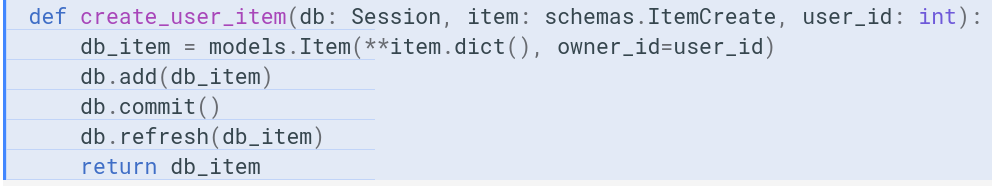 def create_user_item(db: Session, item: schemas.ItemCreate, user_id: int):
    db_item = models.Item(**item.dict(), owner_id=user_id)
    db.add(db_item)
    db.commit()
    db.refresh(db_item)
    return db_item